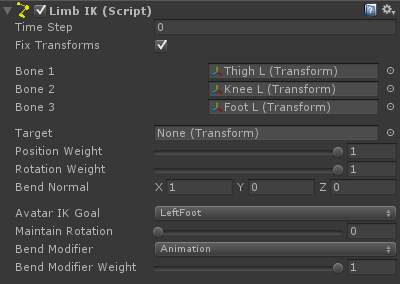 Limb IK (Script)
Time Step 0
Fix Transforms
Bone 1 Thigh L (Transform)
Bone 2 Knee L (Transform)
Bone 3 Foot L (Transform)
Target None (Transform)
Position Weight 1
Rotation Weight 1
Bend Normal X 1 Y 0 Z 0
Avatar IK Goal LeftFoot
Maintain Rotation 0
Bend Modifier Animation
Bend Modifier Weight 1